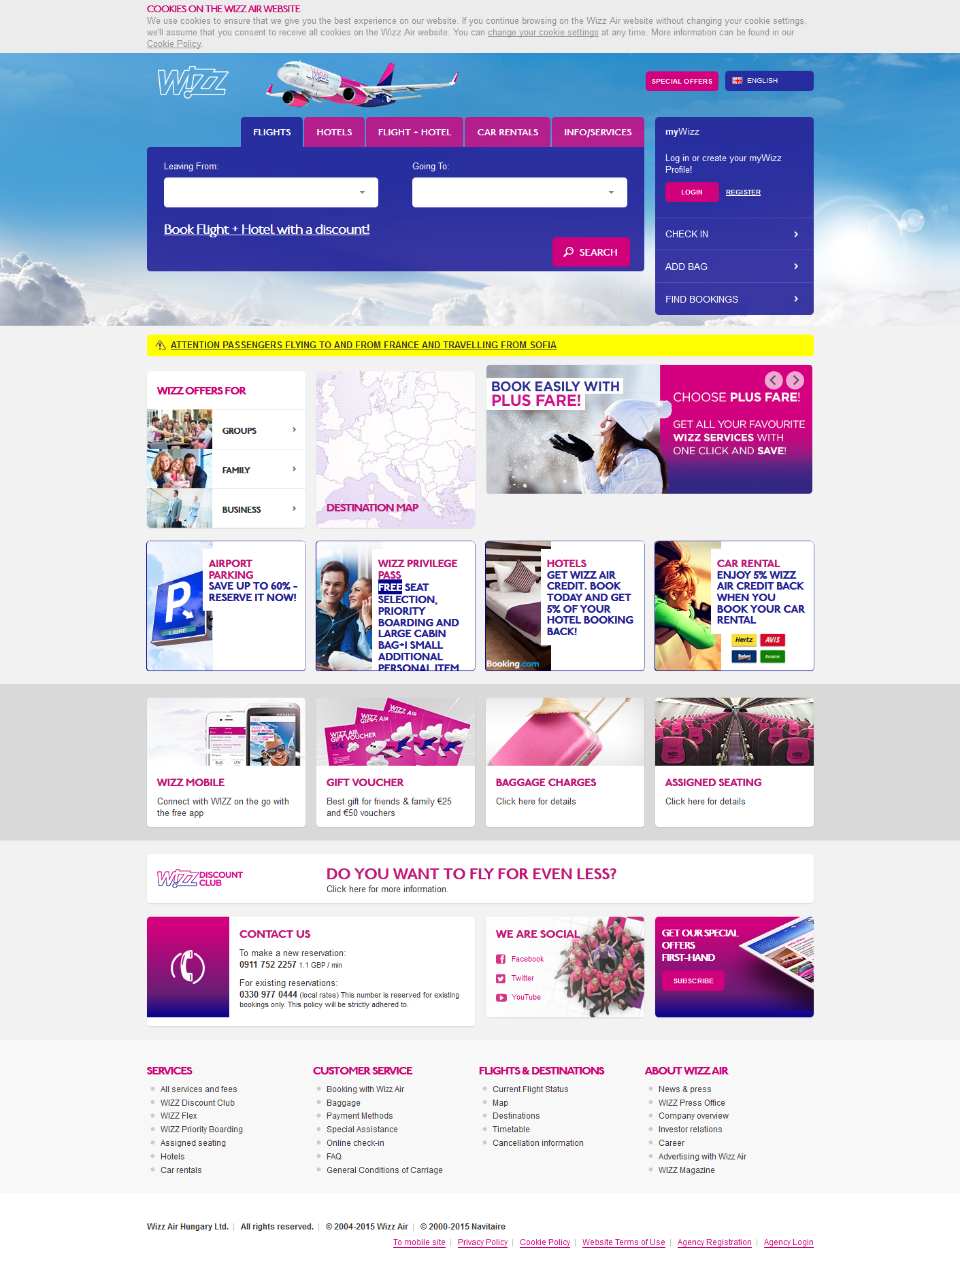 COOKIES ON THE WIZZ AIR WEBSITE
We use cookies to ensure that we give you the best experience on our website. If you continue browsing on the Wizz Air website without changing your cookie settings,
we'll assume that you consent to receive all cookies on the Wizz Air website. You can change your cookie settings at any time. More information can be found in our
Cookie Policy.
WIZZ
SPECIAL OFFERS
ENGLISH
FLIGHTS
HOTELS
FLIGHT + HOTEL
CAR RENTALS
INFO/SERVICES
Leaving From:
Going To:
Book Flight + Hotel with a discount!
SEARCH
myWizz
Log in or create your myWizz
Profile!
LOGIN
REGISTER
CHECK IN
ADD BAG
FIND BOOKINGS
ATTENTION PASSENGERS FLYING TO AND FROM FRANCE AND TRAVELLING FROM SOFIA
WIZZ OFFERS FOR
GROUPS
FAMILY
BUSINESS
DESTINATION MAP
BOOK EASILY WITH
PLUS FARE!
CHOOSE PLUS FARE!
GET ALL YOUR FAVOURITE
WIZZ SERVICES WITH
ONE CLICK AND SAVE!
AIRPORT
PARKING
SAVE UP TO 60% –
RESERVE IT NOW!
P
LIBRE
WIZZ PRIVILEGE
PASS
FREE SEAT
SELECTION,
PRIORITY
BOARDING AND
LARGE CABIN
BAG+1 SMALL
ADDITIONAL
PERSONAL ITEM
HOTELS
GET WIZZ AIR
CREDIT. BOOK
TODAY AND GET
5% OF YOUR
HOTEL BOOKING
BACK!
Booking.com
CAR RENTAL
ENJOY 5% WIZZ
AIR CREDIT BACK
WHEN YOU
BOOK YOUR CAR
RENTAL
Hertz
AVIS
WIZZ MOBILE
Connect with WIZZ on the go with
the free app
WIZZ AIR
GIFT VOUCHER
GIFT VOUCHER
Best gift for friends & family €25
and €50 vouchers
BAGGAGE CHARGES
Click here for details
ASSIGNED SEATING
Click here for details
WIZZ DISCOUNT
CLUB
DO YOU WANT TO FLY FOR EVEN LESS?
Click here for more information.
CONTACT US
To make a new reservation:
0911 752 2257 1.1 GBP / min
For existing reservations:
0330 977 0444 (local rates) This number is reserved for existing
bookings only. This policy will be strictly adhered to.
WE ARE SOCIAL
Facebook
Twitter
YouTube
GET OUR SPECIAL
OFFERS
FIRST-HAND
SUBSCRIBE
SERVICES
All services and fees
WIZZ Discount Club
WIZZ Flex
WIZZ Priority Boarding
Assigned seating
Hotels
Car rentals
CUSTOMER SERVICE
Booking with Wizz Air
Baggage
Payment Methods
Special Assistance
Online check-in
FAQ
General Conditions of Carriage
FLIGHTS & DESTINATIONS
Current Flight Status
Map
Destinations
Timetable
Cancellation information
ABOUT WIZZ AIR
News & press
WIZZ Press Office
Company overview
Investor relations
Career
Advertising with Wizz Air
WIZZ Magazine
Wizz Air Hungary Ltd. | All rights reserved. | © 2004-2015 Wizz Air | © 2000-2015 Navitaire
To mobile site | Privacy Policy | Cookie Policy | Website Terms of Use | Agency Registration | Agency Login